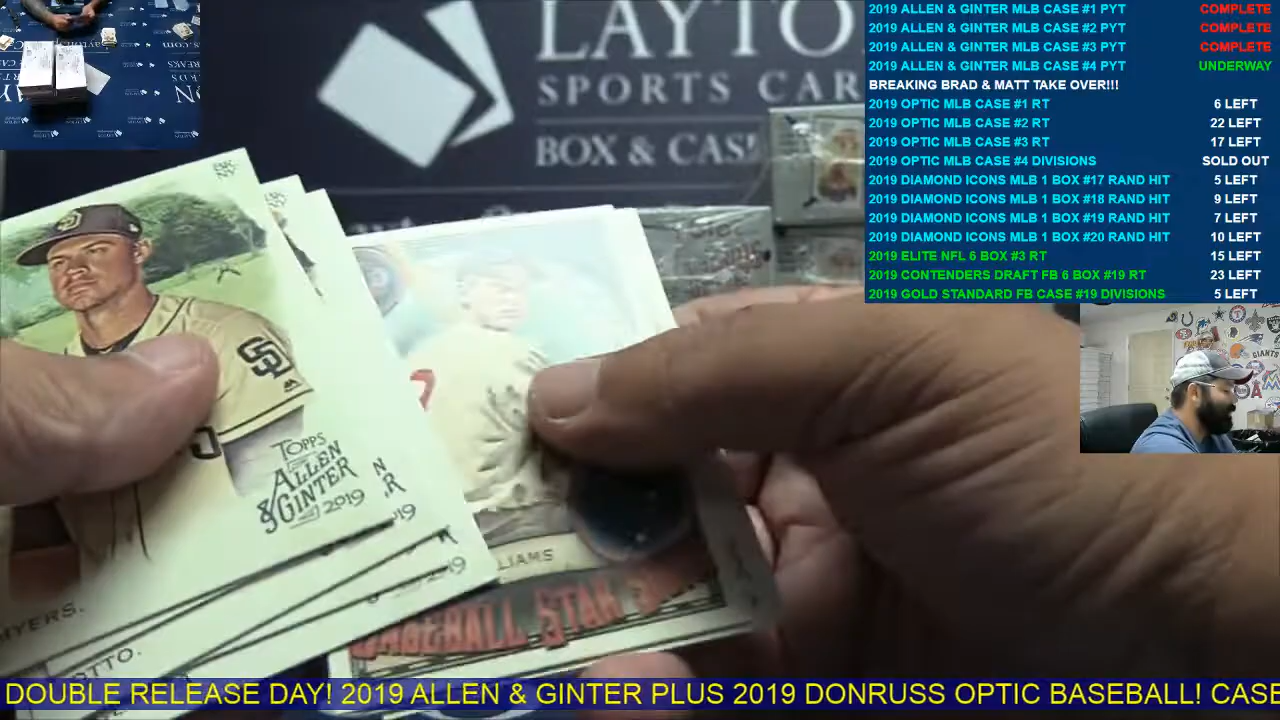 LAYTO
SPORTS CAR
BOX & CAS
2019 ALLEN & GINTER MLB CASE #1 PYT COMPLETE
2019 ALLEN & GINTER MLB CASE #2 PYT COMPLETE
2019 ALLEN & GINTER MLB CASE #3 PYT COMPLETE
2019 ALLEN & GINTER MLB CASE #4 PYT UNDERWAY
BREAKING BRAD & MATT TAKE OVER!!!
2019 OPTIC MLB CASE #1 RT 6 LEFT
2019 OPTIC MLB CASE #2 RT 22 LEFT
2019 OPTIC MLB CASE #3 RT 17 LEFT
2019 OPTIC MLB CASE #4 DIVISIONS SOLD OUT
2019 DIAMOND ICONS MLB 1 BOX #17 RAND HIT 5 LEFT
2019 DIAMOND ICONS MLB 1 BOX #18 RAND HIT 9 LEFT
2019 DIAMOND ICONS MLB 1 BOX #19 RAND HIT 7 LEFT
2019 DIAMOND ICONS MLB 1 BOX #20 RAND HIT 10 LEFT
2019 ELITE NFL 6 BOX #3 RT 15 LEFT
2019 CONTENDERS DRAFT FB 6 BOX #19 RT 23 LEFT
2019 GOLD STANDARD FB CASE #19 DIVISIONS 5 LEFT
SD
TOPPS
ALLEN
& GINTER
2019
MYERS.
OTTO.
LLIAMS
BASEBALL STAR
DOUBLE RELEASE DAY! 2019 ALLEN & GINTER PLUS 2019 DONRUSS OPTIC BASEBALL! CASE